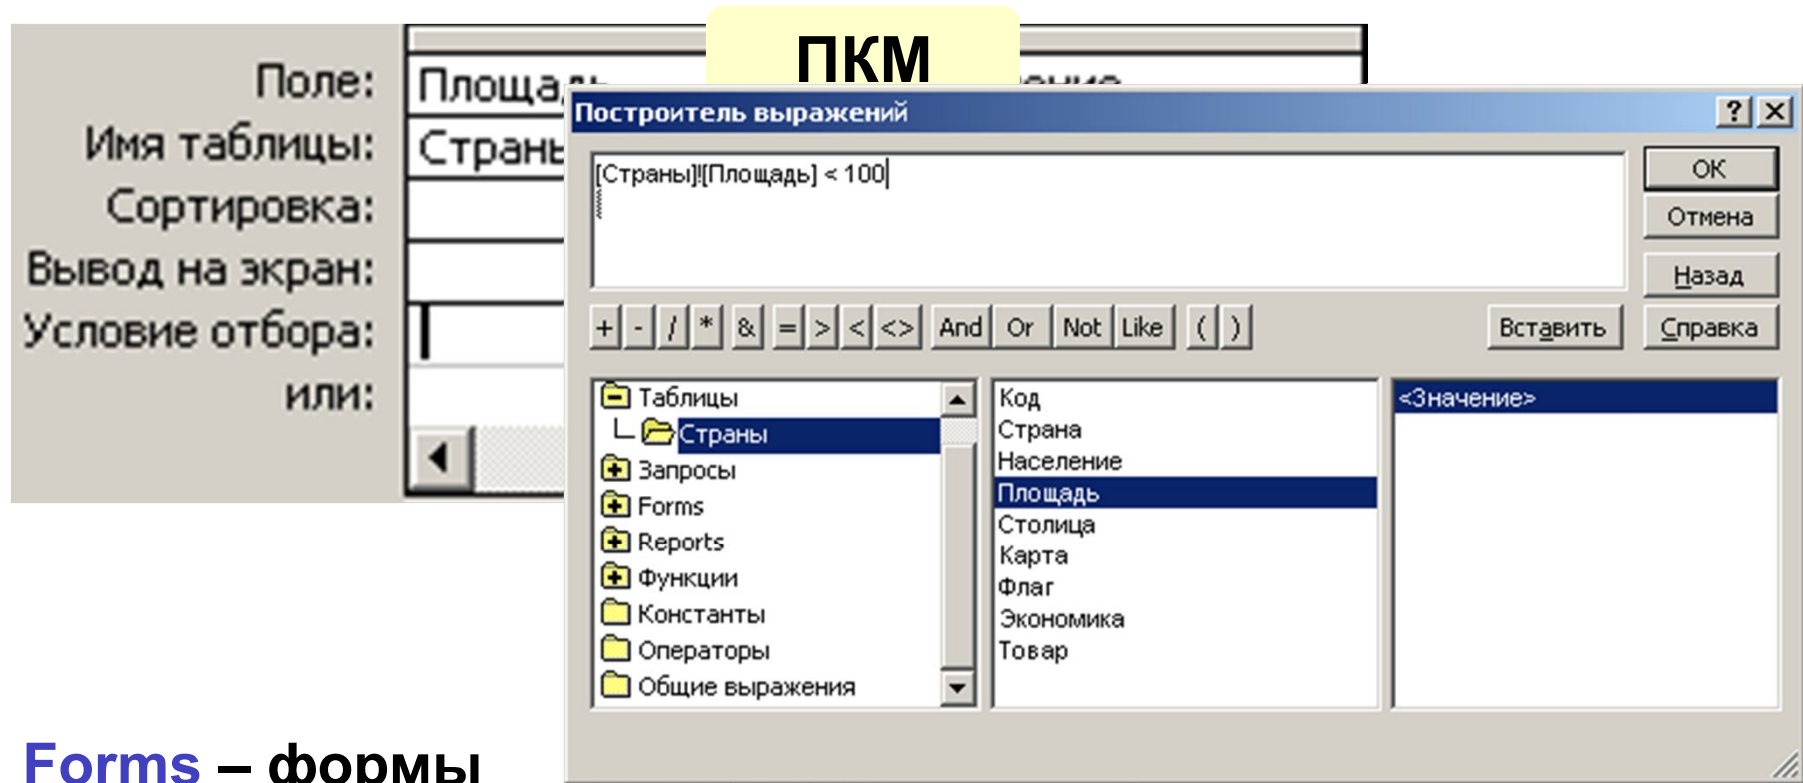 ПКМ
Поле:
Имя таблицы:
Сортировка:
Вывод на экран:
Условие отбора:
или:
Построитель выражений
[Страны]![Площадь] < 100
ОК
Отмена
Назад
+ - / * & = > < <> And Or Not Like ( )
Вставить
Справка
Таблицы
Страны
Запросы
Forms
Reports
Функции
Константы
Операторы
Общие выражения
Код
Страна
Население
Площадь
Столица
Карта
Флаг
Экономика
Товар
<Значение>
Forms – формы